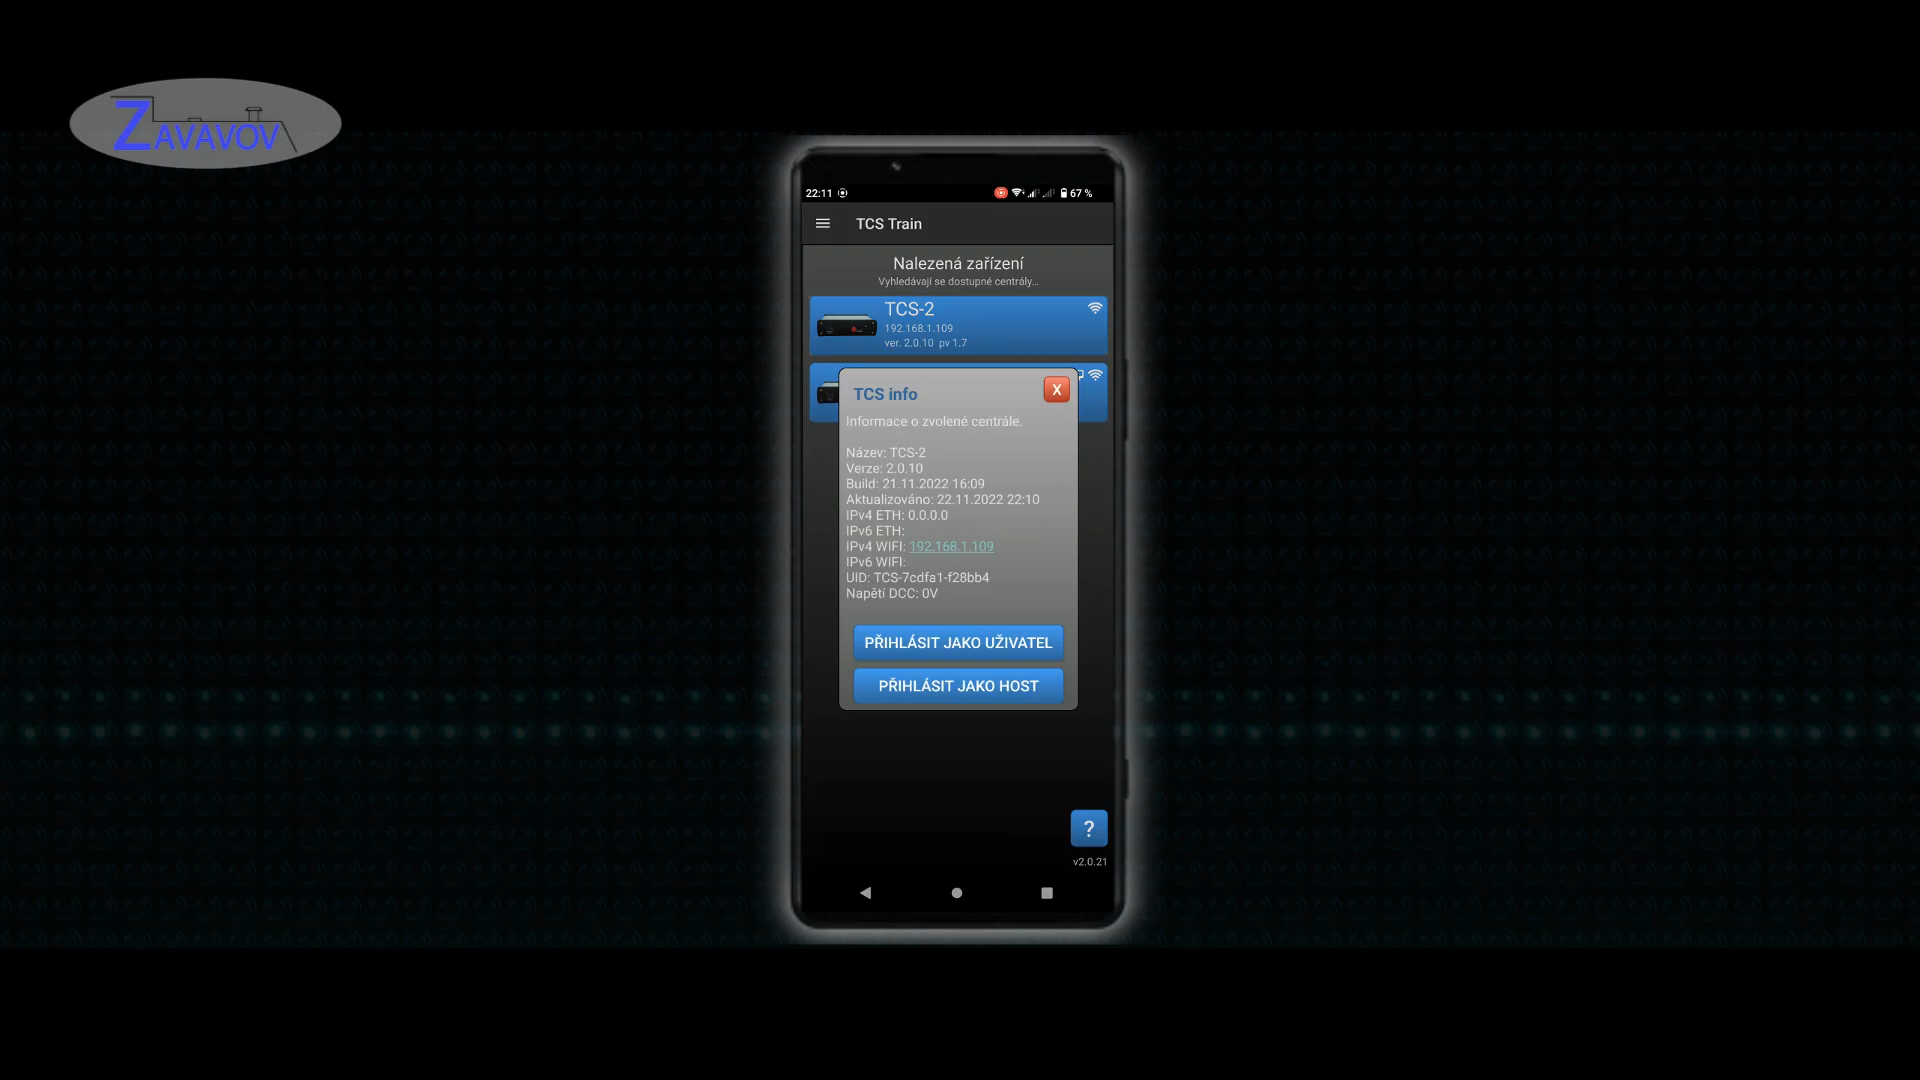 ZAVAVOV
22:11
67 %
TCS Train
Nalezená zařízení
Vyhledávají se dostupné centrály...
TCS-2
192.168.1.109
ver. 2.0.10 pv 1.7
TCS info
X
Informace o zvolené centrále.
Název: TCS-2
Verze: 2.0.10
Build: 21.11.2022 16:09
Aktualizováno: 22.11.2022 22:10
IPv4 ETH: 0.0.0.0
IPv6 ETH:
IPv4 WIFI: 192.168.1.109
IPv6 WIFI:
UID: TCS-7cdfa1-f28bb4
Napětí DCC: 0V
PŘIHLÁSIT JAKO UŽIVATEL
PŘIHLÁSIT JAKO HOST
?
v2.0.21